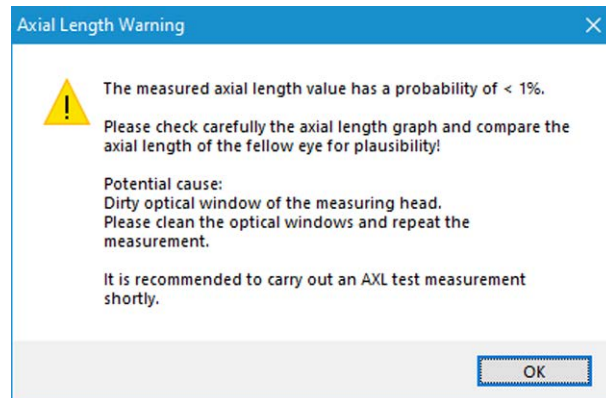 Axial Length Warning
The measured axial length value has a probability of < 1%.
Please check carefully the axial length graph and compare the
axial length of the fellow eye for plausibility!
Potential cause:
Dirty optical window of the measuring head.
Please clean the optical windows and repeat the
measurement.
It is recommended to carry out an AXL test measurement
shortly.
OK